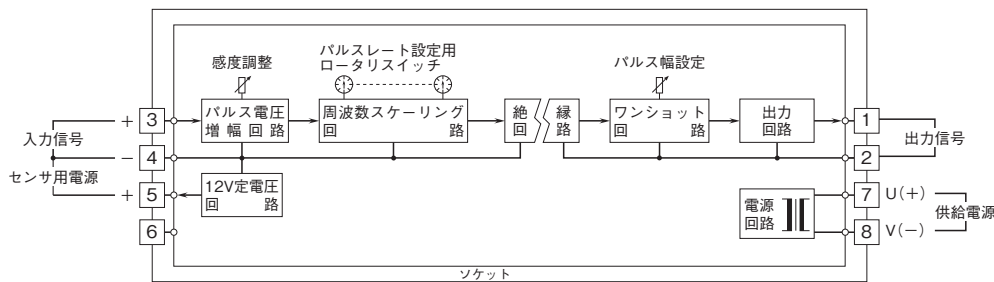 感度調整
パルスレート設定用
ロータリスイッチ
パルス幅設定
入力信号
センサ用電源
+ 3
− 4
+ 5
6
パルス電圧
増幅回路
周波数スケーリング
回路
絶縁
回路
ワンショット
回路
出力
回路
12V定電圧
回路
電源
回路
1
2
7 U(+)
8 V(−)
出力信号
供給電源
ソケット